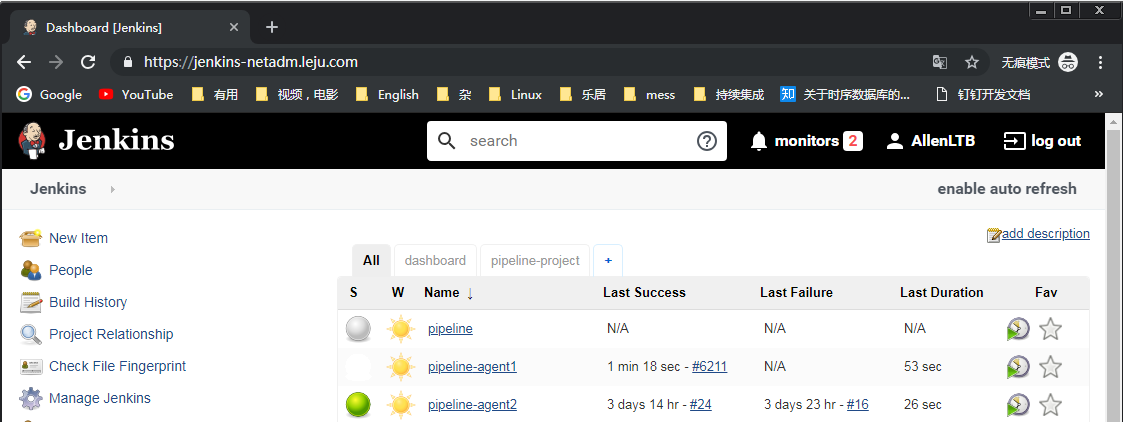 Dashboard [Jenkins]
https://jenkins-netadm.leju.com 无痕模式
Google YouTube 有用 视频，电影 English 杂 Linux 乐居 mess 持续集成 知 关于时序数据库的... 钉钉开发文档 »
Jenkins search monitors 2 AllenLTB log out
Jenkins enable auto refresh
add description
New Item
People
Build History
Project Relationship
Check File Fingerprint
Manage Jenkins
All dashboard pipeline-project +
S W Name ↓ Last Success Last Failure Last Duration Fav
pipeline N/A N/A N/A
pipeline-agent1 1 min 18 sec - #6211 N/A 53 sec
pipeline-agent2 3 days 14 hr - #24 3 days 23 hr - #16 26 sec